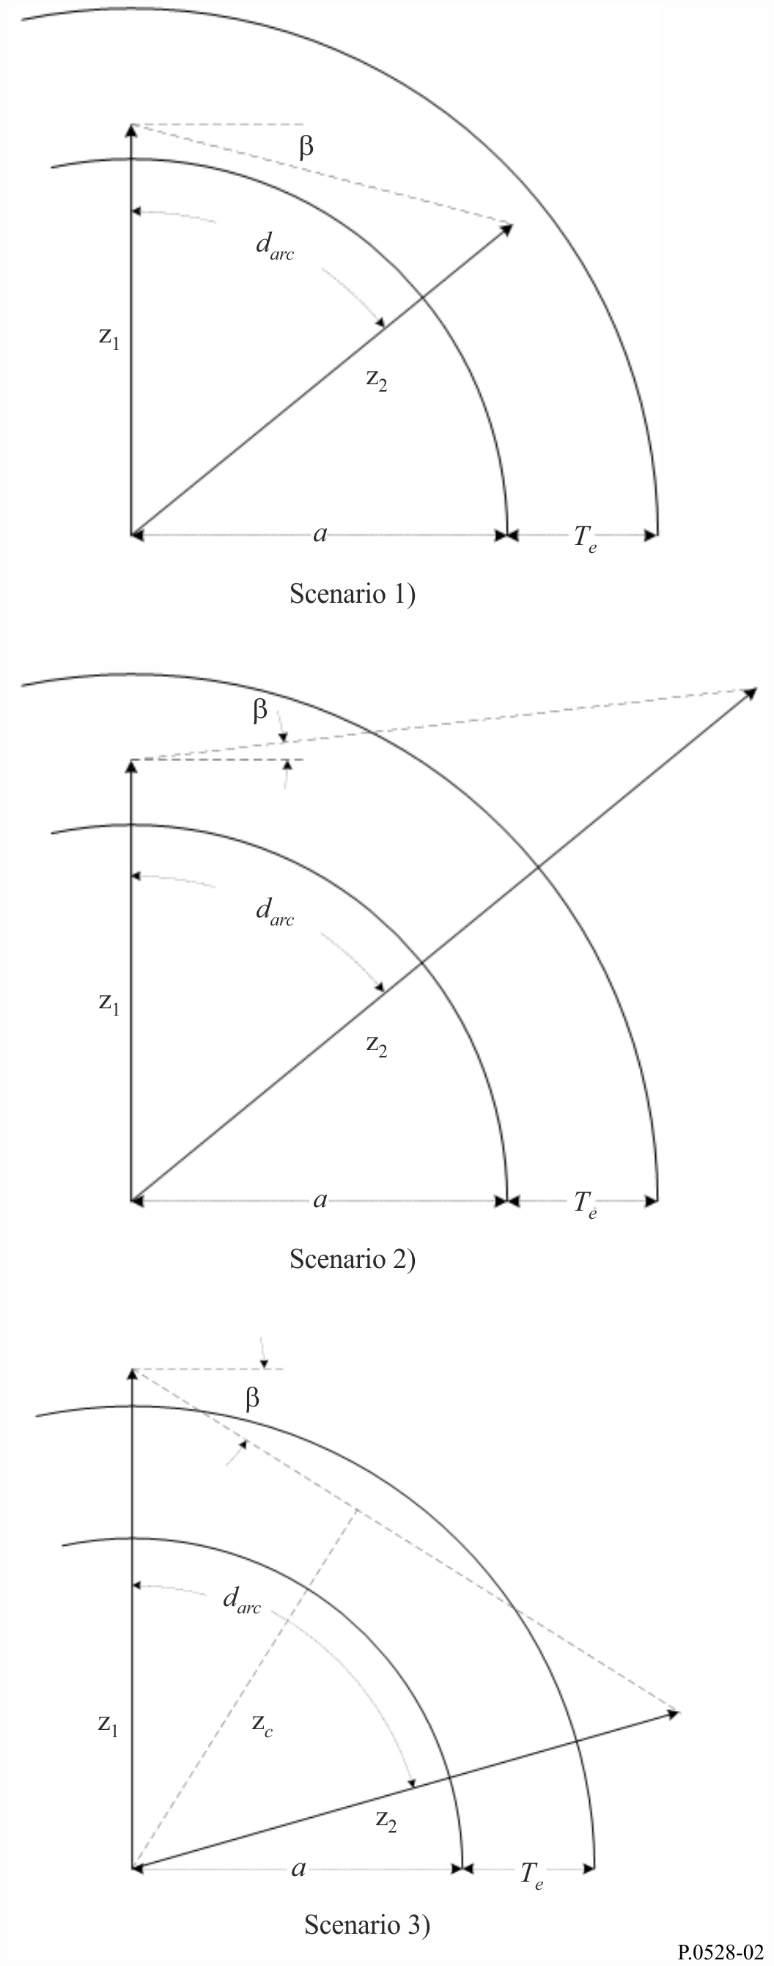 β
d_arc
z_1
z_2
a T_e
Scenario 1)
β
d_arc
z_1
z_2
a T_e
Scenario 2)
β
d_arc
z_1 z_c
z_2
a T_e
Scenario 3)
P.0528-02